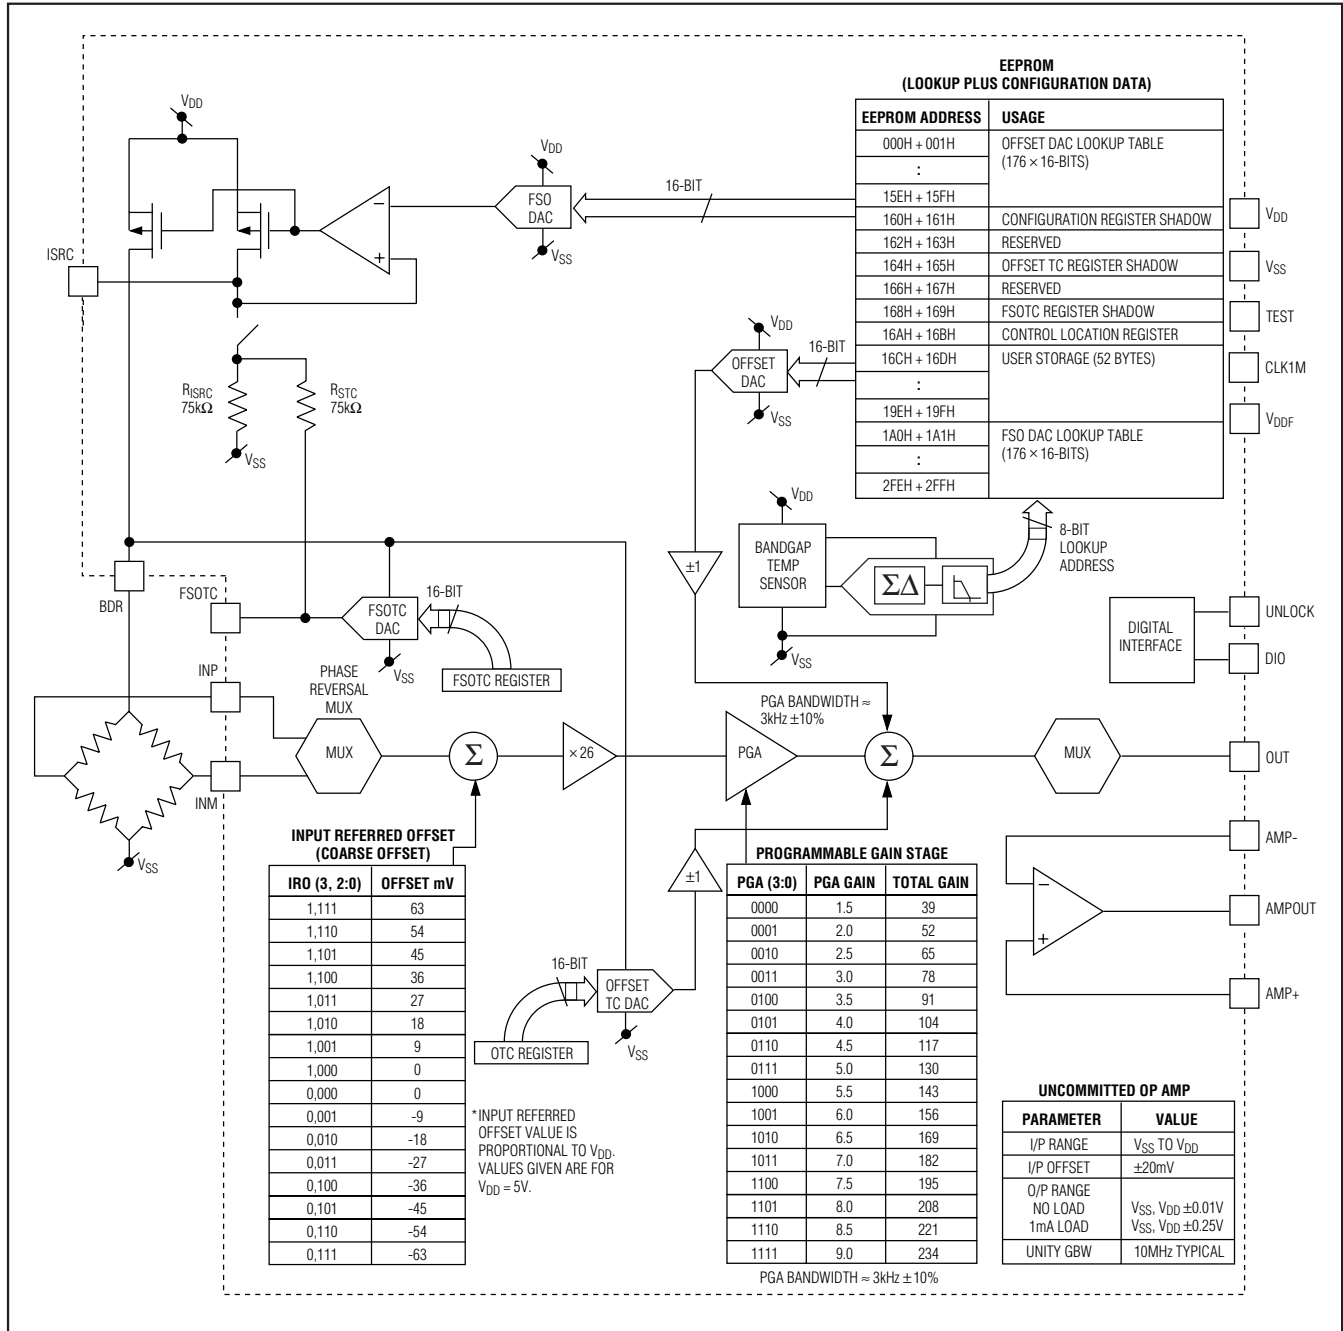 EEPROM
(LOOKUP PLUS CONFIGURATION DATA)
EEPROM ADDRESS USAGE
000H + 001H OFFSET DAC LOOKUP TABLE
(176 × 16-BITS)
:
15EH + 15FH
160H + 161H CONFIGURATION REGISTER SHADOW
162H + 163H RESERVED
164H + 165H OFFSET TC REGISTER SHADOW
166H + 167H RESERVED
168H + 169H FSOTC REGISTER SHADOW
16AH + 16BH CONTROL LOCATION REGISTER
16CH + 16DH USER STORAGE (52 BYTES)
:
19EH + 19FH
1A0H + 1A1H FSO DAC LOOKUP TABLE
(176 × 16-BITS)
:
2FEH + 2FFH
VDD
VDD
FSO
DAC
VSS
16-BIT
−
+
ISRC
RISRC
75kΩ
RSTC
75kΩ
VSS
VDD
OFFSET
DAC
VSS
16-BIT
VDD
VSS
TEST
CLK1M
VDDF
±1
VDD
BANDGAP
TEMP
SENSOR
VSS
ΣΔ
8-BIT
LOOKUP
ADDRESS
BDR
FSOTC
FSOTC
DAC
VSS
16-BIT
FSOTC REGISTER
DIGITAL
INTERFACE
UNLOCK
DIO
INP
INM
VSS
PHASE
REVERSAL
MUX
MUX
Σ
×26
PGA BANDWIDTH ≈
3kHz ±10%
PGA
Σ
MUX
OUT
AMP-
AMPOUT
AMP+
−
+
INPUT REFERRED OFFSET
(COARSE OFFSET)
IRO (3, 2:0) OFFSET mV
1,111 63
1,110 54
1,101 45
1,100 36
1,011 27
1,010 18
1,001 9
1,000 0
0,000 0
0,001 -9
0,010 -18
0,011 -27
0,100 -36
0,101 -45
0,110 -54
0,111 -63
±1
16-BIT
OFFSET
TC DAC
VSS
OTC REGISTER
*INPUT REFERRED
OFFSET VALUE IS
PROPORTIONAL TO VDD.
VALUES GIVEN ARE FOR
VDD = 5V.
PROGRAMMABLE GAIN STAGE
PGA (3:0) PGA GAIN TOTAL GAIN
0000 1.5 39
0001 2.0 52
0010 2.5 65
0011 3.0 78
0100 3.5 91
0101 4.0 104
0110 4.5 117
0111 5.0 130
1000 5.5 143
1001 6.0 156
1010 6.5 169
1011 7.0 182
1100 7.5 195
1101 8.0 208
1110 8.5 221
1111 9.0 234
PGA BANDWIDTH ≈ 3kHz ±10%
UNCOMMITTED OP AMP
PARAMETER VALUE
I/P RANGE VSS TO VDD
I/P OFFSET ±20mV
O/P RANGE
NO LOAD VSS, VDD ±0.01V
1mA LOAD VSS, VDD ±0.25V
UNITY GBW 10MHz TYPICAL